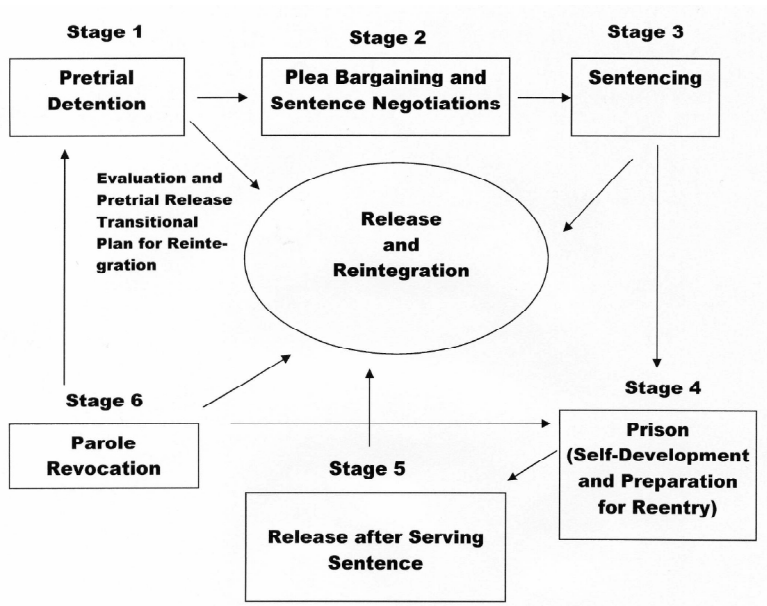 Stage 1
Pretrial
Detention
Stage 2
Plea Bargaining and
Sentence Negotiations
Stage 3
Sentencing
Evaluation and
Pretrial Release
Transitional
Plan for Reinte-
gration
Release
and
Reintegration
Stage 6
Parole
Revocation
Stage 5
Release after Serving
Sentence
Stage 4
Prison
(Self-Development
and Preparation
for Reentry)